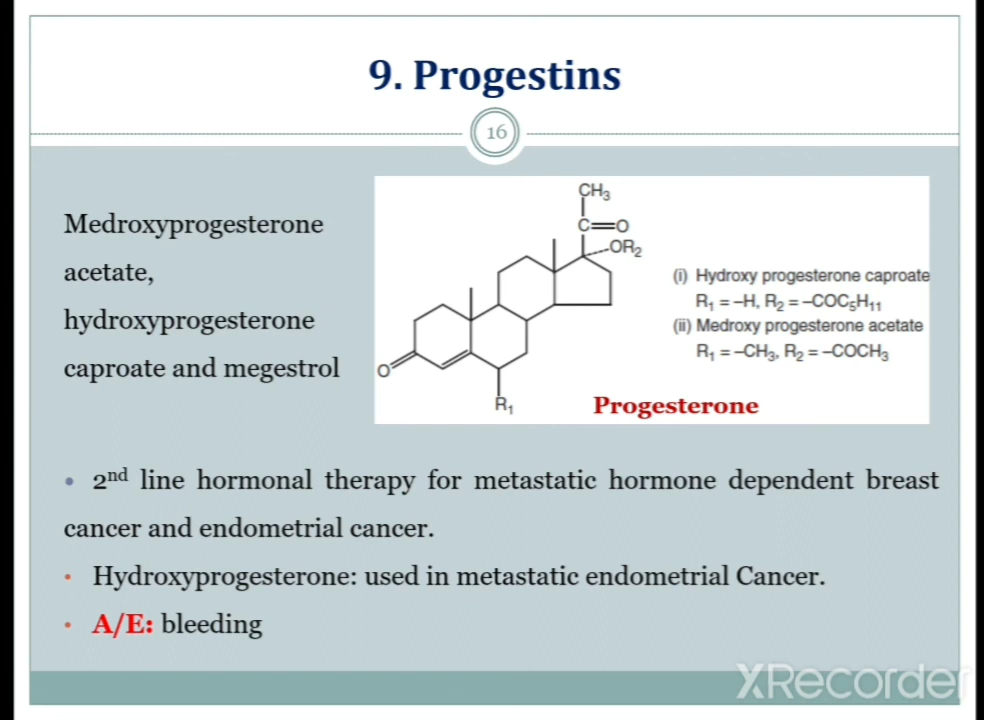 9. Progestins
16
Medroxyprogesterone
acetate,
hydroxyprogesterone
caproate and megestrol
CH₃
C=O
OR₂
O
R₁
(i) Hydroxy progesterone caproate
R₁ = –H, R₂ = –COC₅H₁₁
(ii) Medroxy progesterone acetate
R₁ = –CH₃, R₂ = –COCH₃
Progesterone
• 2nd line hormonal therapy for metastatic hormone dependent breast
cancer and endometrial cancer.
• Hydroxyprogesterone: used in metastatic endometrial Cancer.
• A/E: bleeding
XRecorder